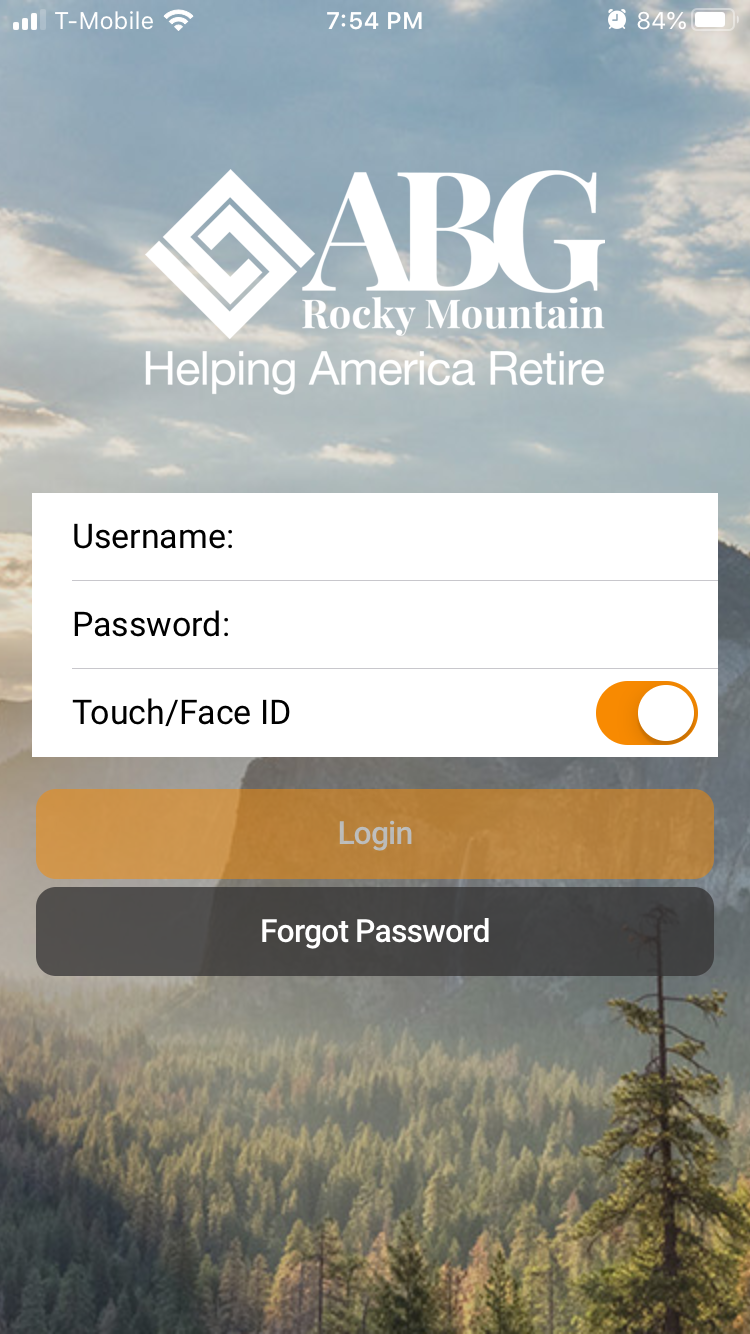 T-Mobile 7:54 PM 84%
ABG
Rocky Mountain
Helping America Retire
Username:
Password:
Touch/Face ID
Login
Forgot Password